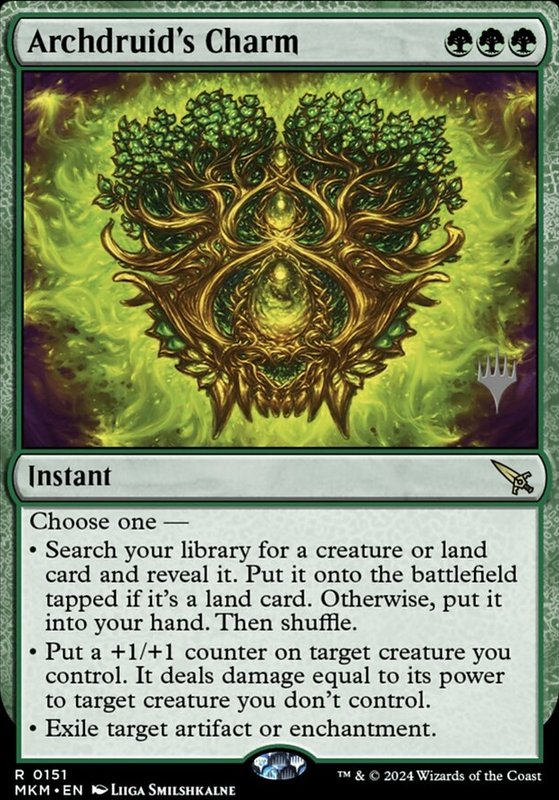 Archdruid's Charm
Instant
Choose one —
• Search your library for a creature or land
card and reveal it. Put it onto the battlefield
tapped if it's a land card. Otherwise, put it
into your hand. Then shuffle.
• Put a +1/+1 counter on target creature you
control. It deals damage equal to its power
to target creature you don't control.
• Exile target artifact or enchantment.
R 0151
MKM • EN Liiga Smilshkalne
™ & © 2024 Wizards of the Coast